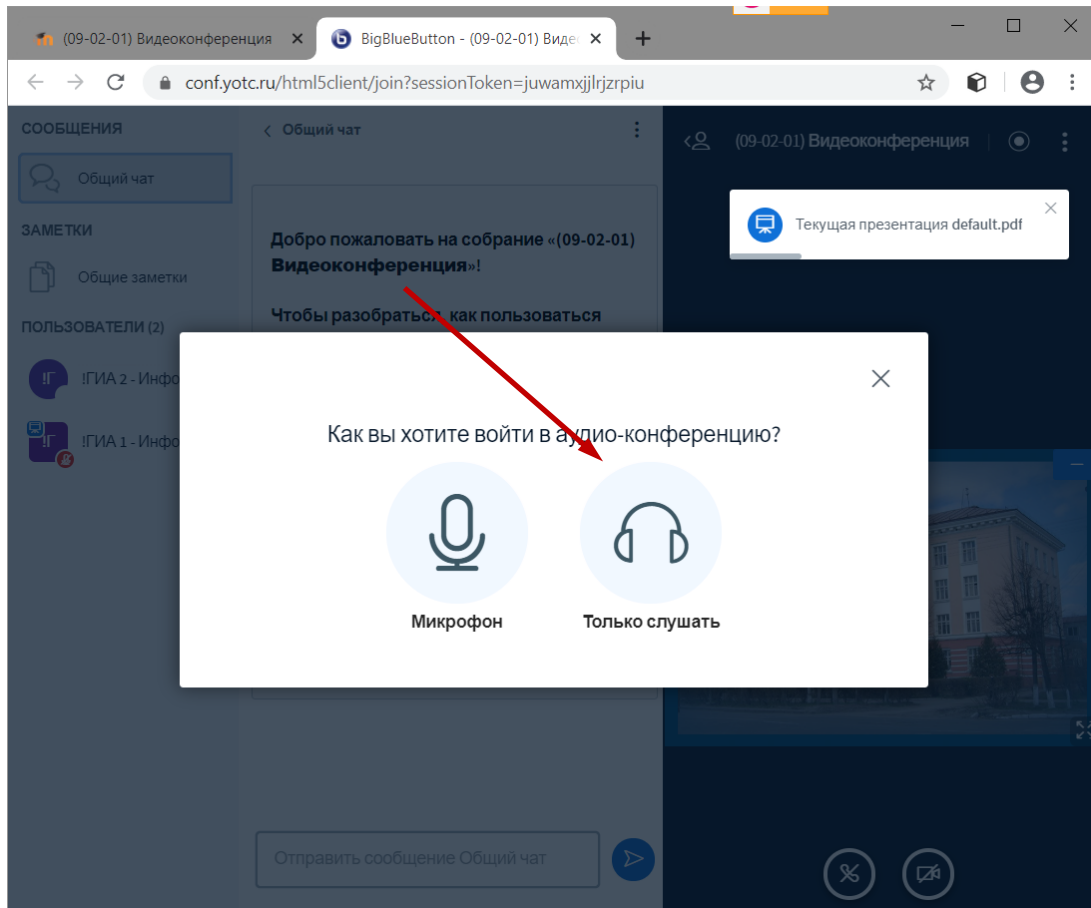 (09-02-01) Видеоконференция
BigBlueButton - (09-02-01) Виде
conf.yotc.ru/html5client/join?sessionToken=juwamxjjlrjzrpiu
СООБЩЕНИЯ
Общий чат
ЗАМЕТКИ
Общие заметки
ПОЛЬЗОВАТЕЛИ (2)
!Г
!ГИА 2 - Инфо
!Г
!ГИА 1 - Инфо
Общий чат
Добро пожаловать на собрание «(09-02-01)
Видеоконференция»!
Чтобы разобраться, как пользоваться
(09-02-01) Видеоконференция
Текущая презентация default.pdf
Как вы хотите войти в аудио-конференцию?
Микрофон
Только слушать
Отправить сообщение Общий чат